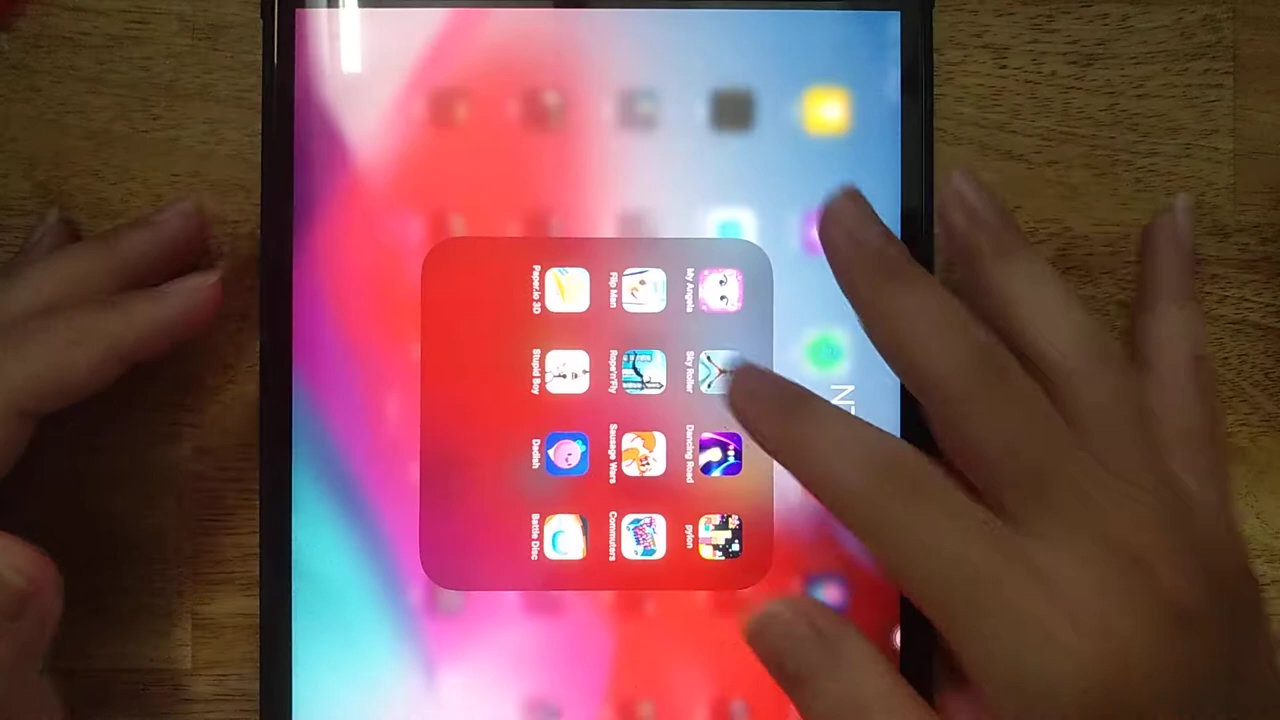 My Angela
Sky Roller
Dancing Road
pylon
Flip Man
Rope'n'Fly
Sausage Wars
Commuters
Paper.io 3D
Stupid Boy
Dadish
Battle Disc